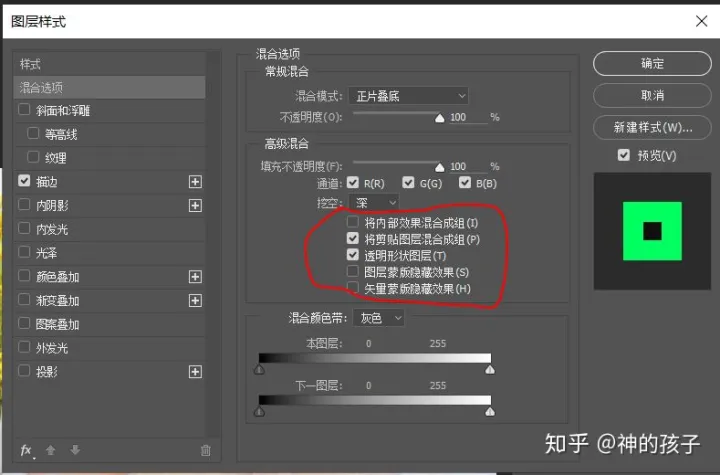 图层样式
样式
混合选项
斜面和浮雕
等高线
纹理
描边
内阴影
内发光
光泽
颜色叠加
渐变叠加
图案叠加
外发光
投影
fx
混合选项
常规混合
混合模式: 正片叠底
不透明度(O): 100 %
高级混合
填充不透明度(F): 100 %
通道: R(R) G(G) B(B)
挖空: 深
将内部效果混合成组(I)
将剪贴图层混合成组(P)
透明形状图层(T)
图层蒙版隐藏效果(S)
矢量蒙版隐藏效果(H)
混合颜色带: 灰色
本图层: 0 255
下一图层: 0 255
确定
取消
新建样式(W)...
预览(V)
知乎 @神的孩子